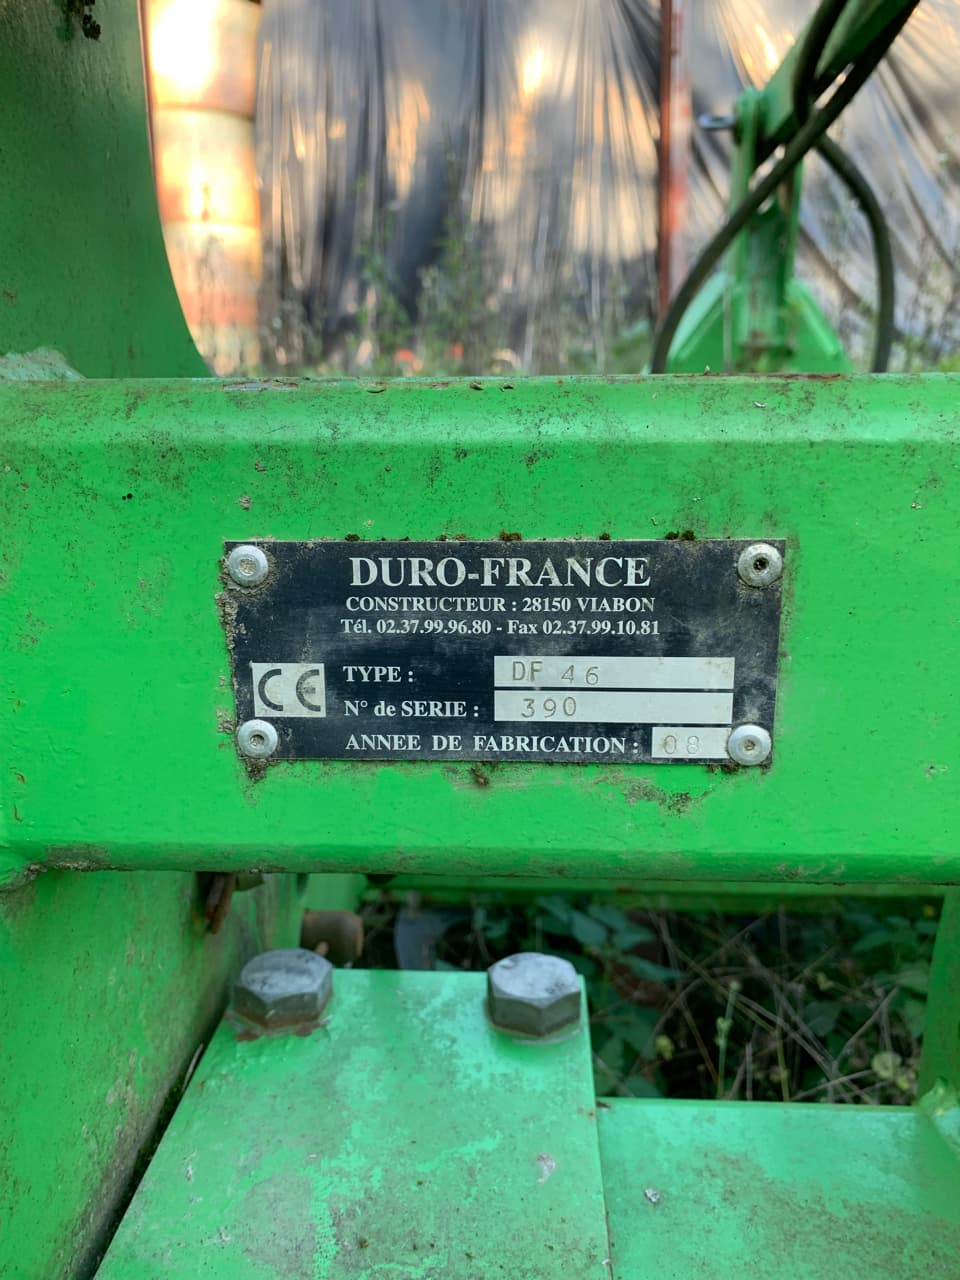 DURO-FRANCE
CONSTRUCTEUR : 28150 VIABON
Tél. 02.37.99.96.80 - Fax 02.37.99.10.81
CE
TYPE : DF 46
N° de SERIE : 390
ANNEE DE FABRICATION : 08